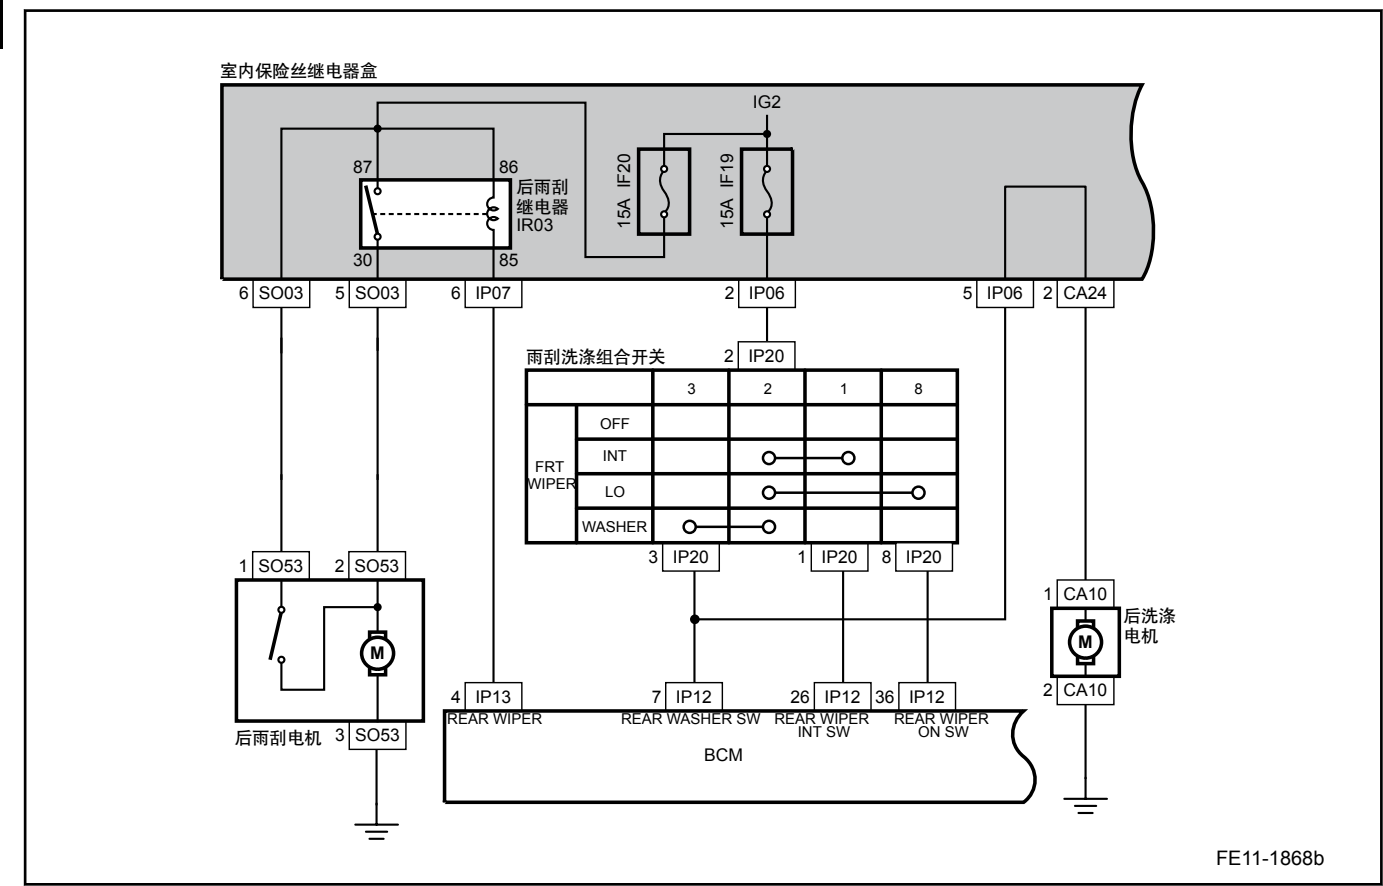 室内保险丝继电器盒
IG2
87
86
后雨刮
继电器
IR03
30
85
15A IF20
15A IF19
6 SO03
5 SO03
6 IP07
2 IP06
5 IP06
2 CA24
雨刮洗涤组合开关
2 IP20
3 2 1 8
FRT
WIPER
OFF
INT
LO
WASHER
3 IP20
1 IP20
8 IP20
1 SO53
2 SO53
M
后雨刮电机
3 SO53
1 CA10
后洗涤
电机
M
2 CA10
4 IP13
7 IP12
26 IP12
36 IP12
REAR WIPER
REAR WASHER SW
REAR WIPER
INT SW
REAR WIPER
ON SW
BCM
FE11-1868b